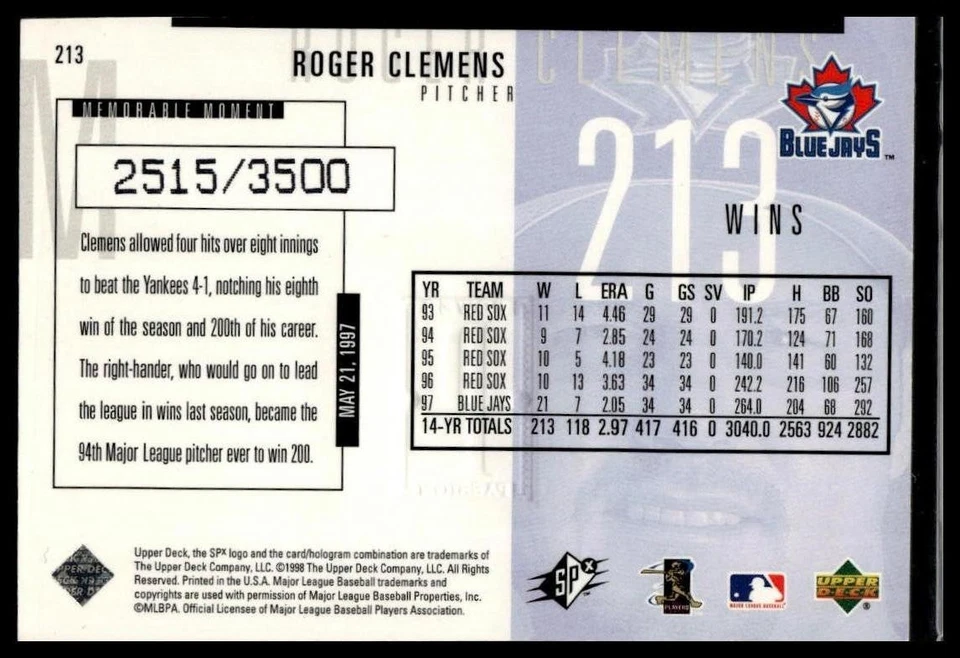 213
ROGER CLEMENS
PITCHER
ROGER CLEMENS
BLUE JAYS ™
MEMORABLE MOMENT
2515/3500
213
WINS
Clemens allowed four hits over eight innings
to beat the Yankees 4-1, notching his eighth
win of the season and 200th of his career.
The right-hander, who would go on to lead
the league in wins last season, became the
94th Major League pitcher ever to win 200.
MAY 21, 1997
YR TEAM W L ERA G GS SV IP H BB SO
93 RED SOX 11 14 4.46 29 29 0 191.2 175 67 160
94 RED SOX 9 7 2.85 24 24 0 170.2 124 71 168
95 RED SOX 10 5 4.18 23 23 0 140.0 141 60 132
96 RED SOX 10 13 3.63 34 34 0 242.2 216 106 257
97 BLUE JAYS 21 7 2.05 34 34 0 264.0 204 68 292
14-YR TOTALS 213 118 2.97 417 416 0 3040.0 2563 924 2882
Upper Deck, the SPx logo and the card/hologram combination are trademarks of
The Upper Deck Company, LLC. ©1998 The Upper Deck Company, LLC. All Rights
Reserved. Printed in the U.S.A. Major League Baseball trademarks and
copyrights are used with permission of Major League Baseball Properties, Inc.
©MLBPA. Official Licensee of Major League Baseball Players Association.
SPx ™
PLAYERS
MAJOR LEAGUE BASEBALL
UPPER DECK ®